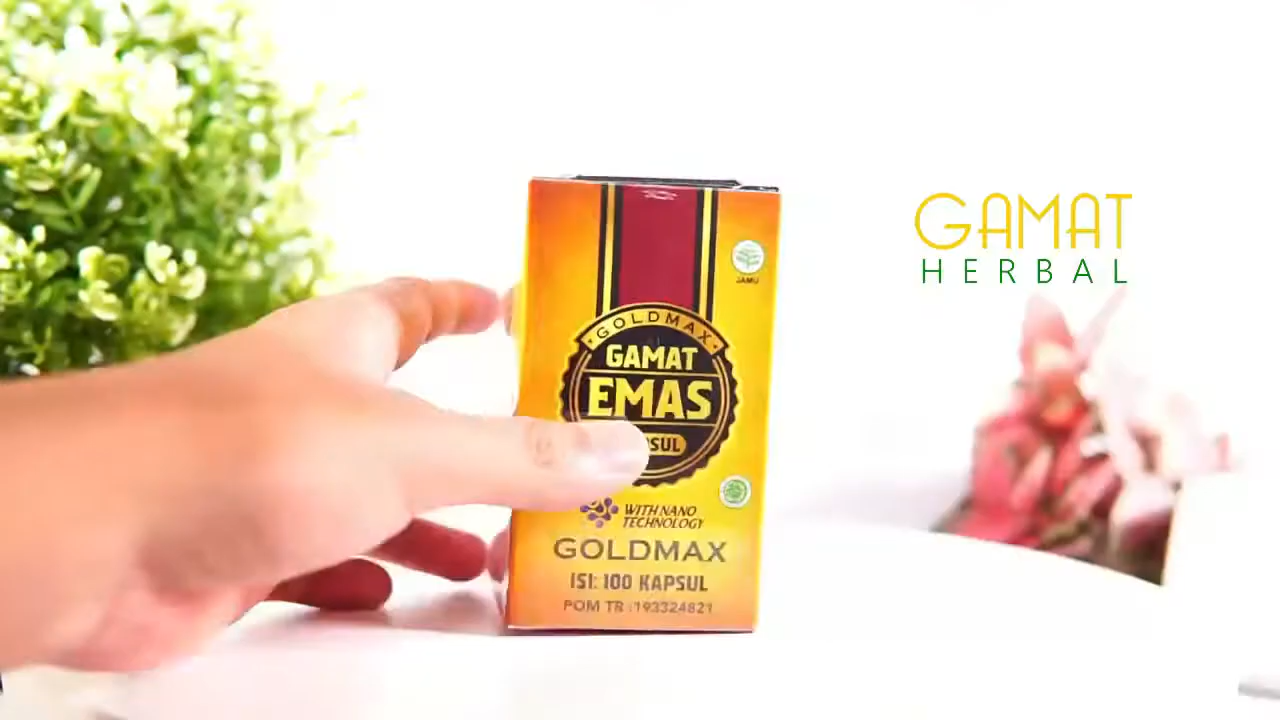 GAMAT
HERBAL
JAMU
GOLDMAX
GAMAT
EMAS
WITH NANO
TECHNOLOGY
GOLDMAX
ISI: 100 KAPSUL
POM TR :193324821